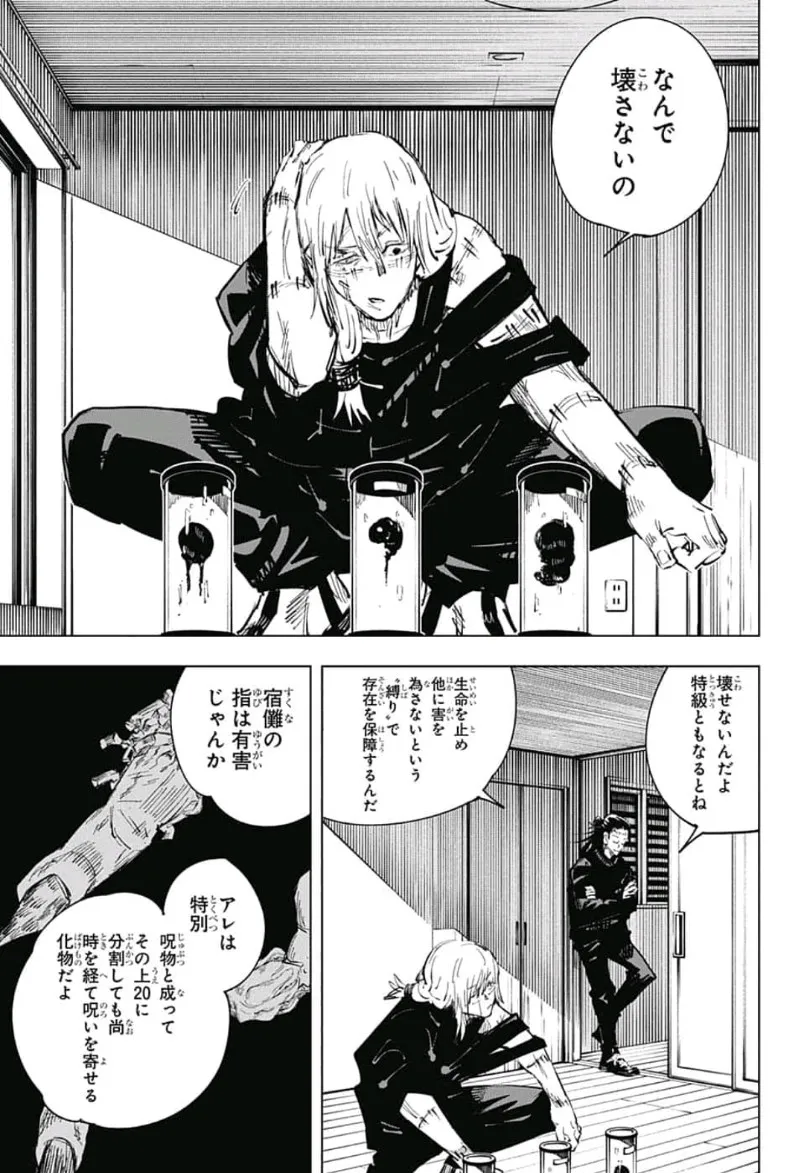 なんで
壊さないの
壊せないんだよ
特級ともなるとね
生命を止め
他に害を
為さないという
〝縛り〟で
存在を保障するんだ
宿儺の
指は有害
じゃんか
アレは
特別
呪物と成って
その上20に
分割しても尚
時を経て呪いを寄せる
化物だよ